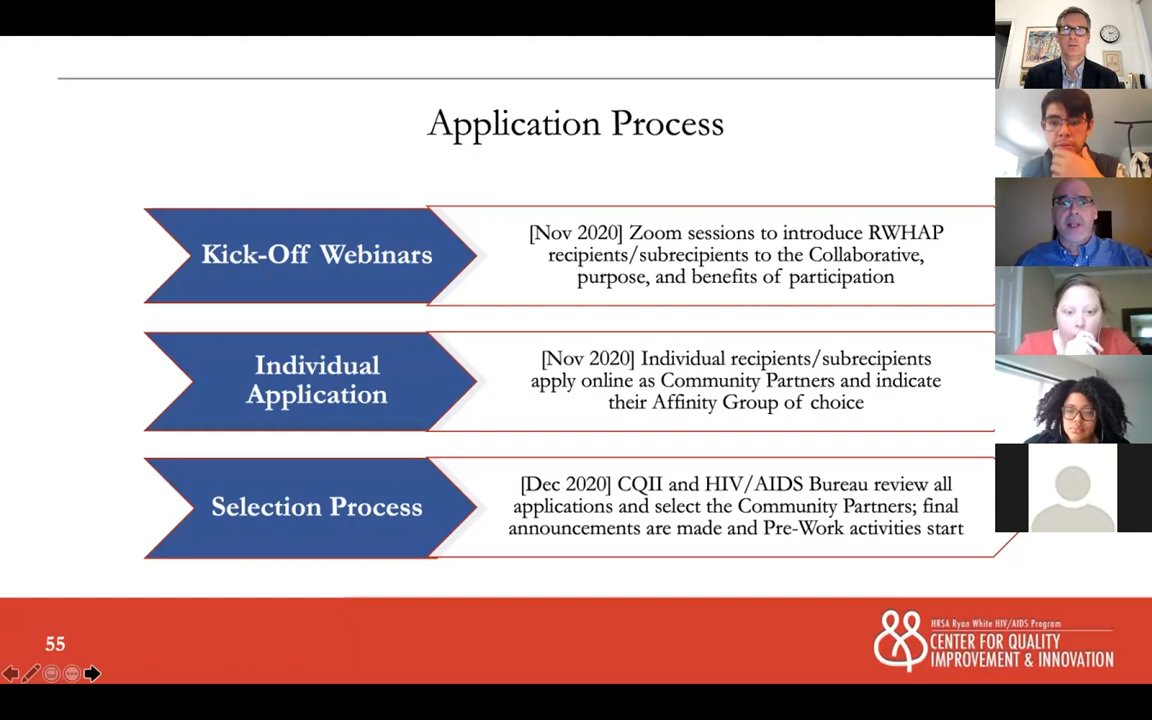 Application Process
Kick-Off Webinars
[Nov 2020] Zoom sessions to introduce RWHAP
recipients/subrecipients to the Collaborative,
purpose, and benefits of participation
Individual
Application
[Nov 2020] Individual recipients/subrecipients
apply online as Community Partners and indicate
their Affinity Group of choice
Selection Process
[Dec 2020] CQII and HIV/AIDS Bureau review all
applications and select the Community Partners; final
announcements are made and Pre-Work activities start
55
HRSA Ryan White HIV/AIDS Program
CENTER FOR QUALITY
IMPROVEMENT & INNOVATION